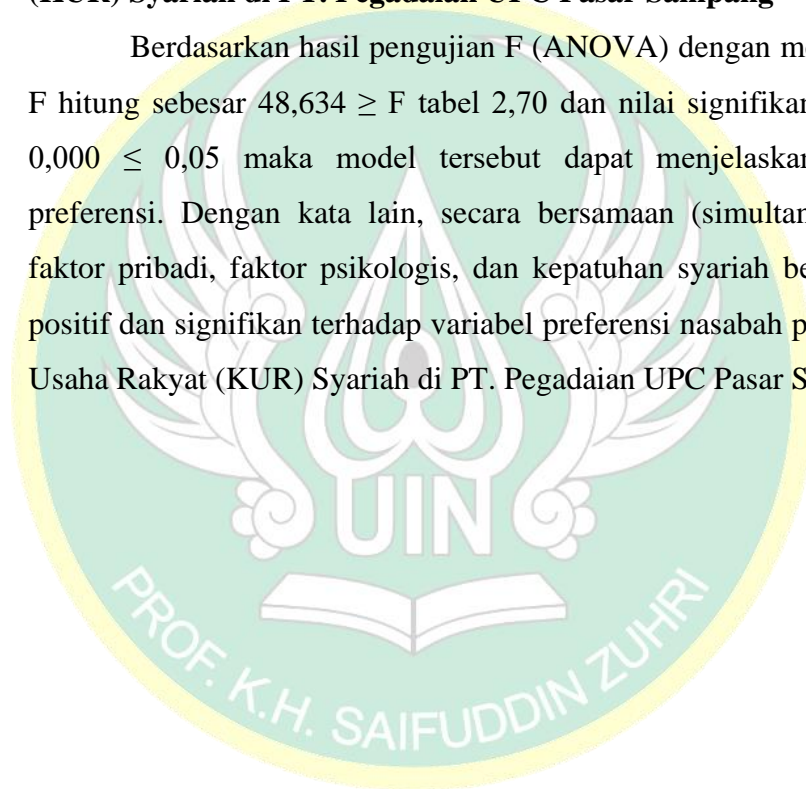 (KUR) Syariah di PT. Pegadaian UPC Pasar Sampang
Berdasarkan hasil pengujian F (ANOVA) dengan
F hitung sebesar 48,634 ≥ F tabel 2,70 dan nilai signifikan
0,000 ≤ 0,05 maka model tersebut dapat menjelaskan
preferensi. Dengan kata lain, secara bersamaan (simultan
faktor pribadi, faktor psikologis, dan kepatuhan syariah
positif dan signifikan terhadap variabel preferensi nasabah
Usaha Rakyat (KUR) Syariah di PT. Pegadaian UPC Pasar
UIN
PROF. K.H. SAIFUDDIN ZUHRI